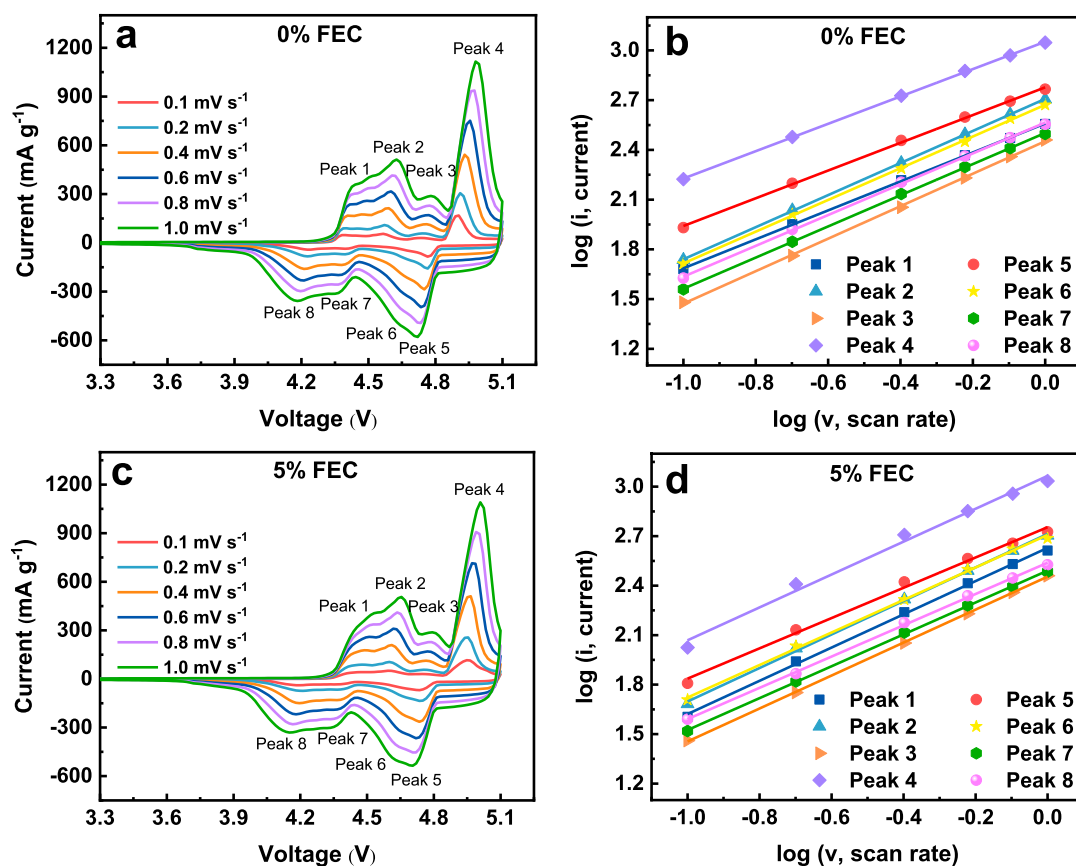 a
0% FEC
Current (mA g-1)
1200
900
600
300
0
-300
-600
0.1 mV s-1
0.2 mV s-1
0.4 mV s-1
0.6 mV s-1
0.8 mV s-1
1.0 mV s-1
Peak 4
Peak 2
Peak 1
Peak 3
Peak 7
Peak 8
Peak 6
Peak 5
3.3 3.6 3.9 4.2 4.5 4.8 5.1
Voltage (V)
b
0% FEC
log (i, current)
3.0
2.7
2.4
2.1
1.8
1.5
1.2
Peak 1 Peak 5
Peak 2 Peak 6
Peak 3 Peak 7
Peak 4 Peak 8
-1.0 -0.8 -0.6 -0.4 -0.2 0.0
log (v, scan rate)
c
5% FEC
Current (mA g-1)
1200
900
600
300
0
-300
-600
0.1 mV s-1
0.2 mV s-1
0.4 mV s-1
0.6 mV s-1
0.8 mV s-1
1.0 mV s-1
Peak 4
Peak 2
Peak 1
Peak 3
Peak 8
Peak 7
Peak 6
Peak 5
3.3 3.6 3.9 4.2 4.5 4.8 5.1
Voltage (V)
d
5% FEC
log (i, current)
3.0
2.7
2.4
2.1
1.8
1.5
1.2
Peak 1 Peak 5
Peak 2 Peak 6
Peak 3 Peak 7
Peak 4 Peak 8
-1.0 -0.8 -0.6 -0.4 -0.2 0.0
log (v, scan rate)